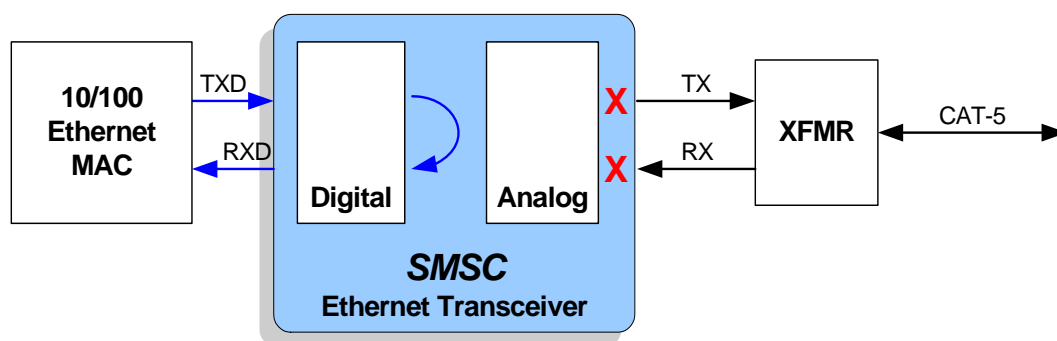 10/100
Ethernet
MAC
TXD
RXD
Digital
Analog
X
X
SMSC
Ethernet Transceiver
TX
RX
XFMR
CAT-5